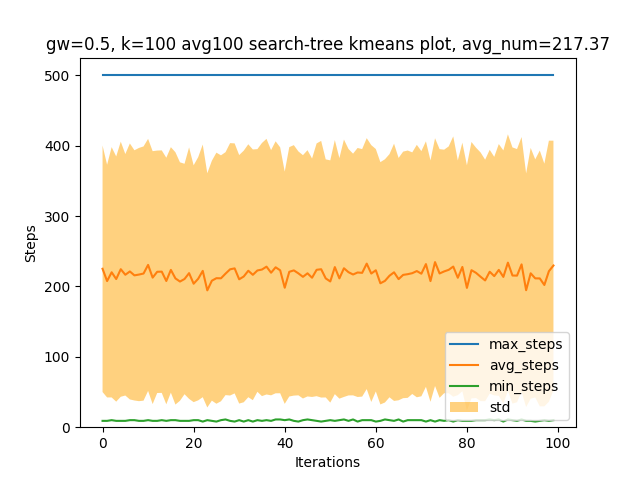 gw=0.5, k=100 avg100 search-tree kmeans plot, avg_num=217.37
500
400
300
200
100
0
Steps
0 20 40 60 80 100
Iterations
max_steps
avg_steps
min_steps
std